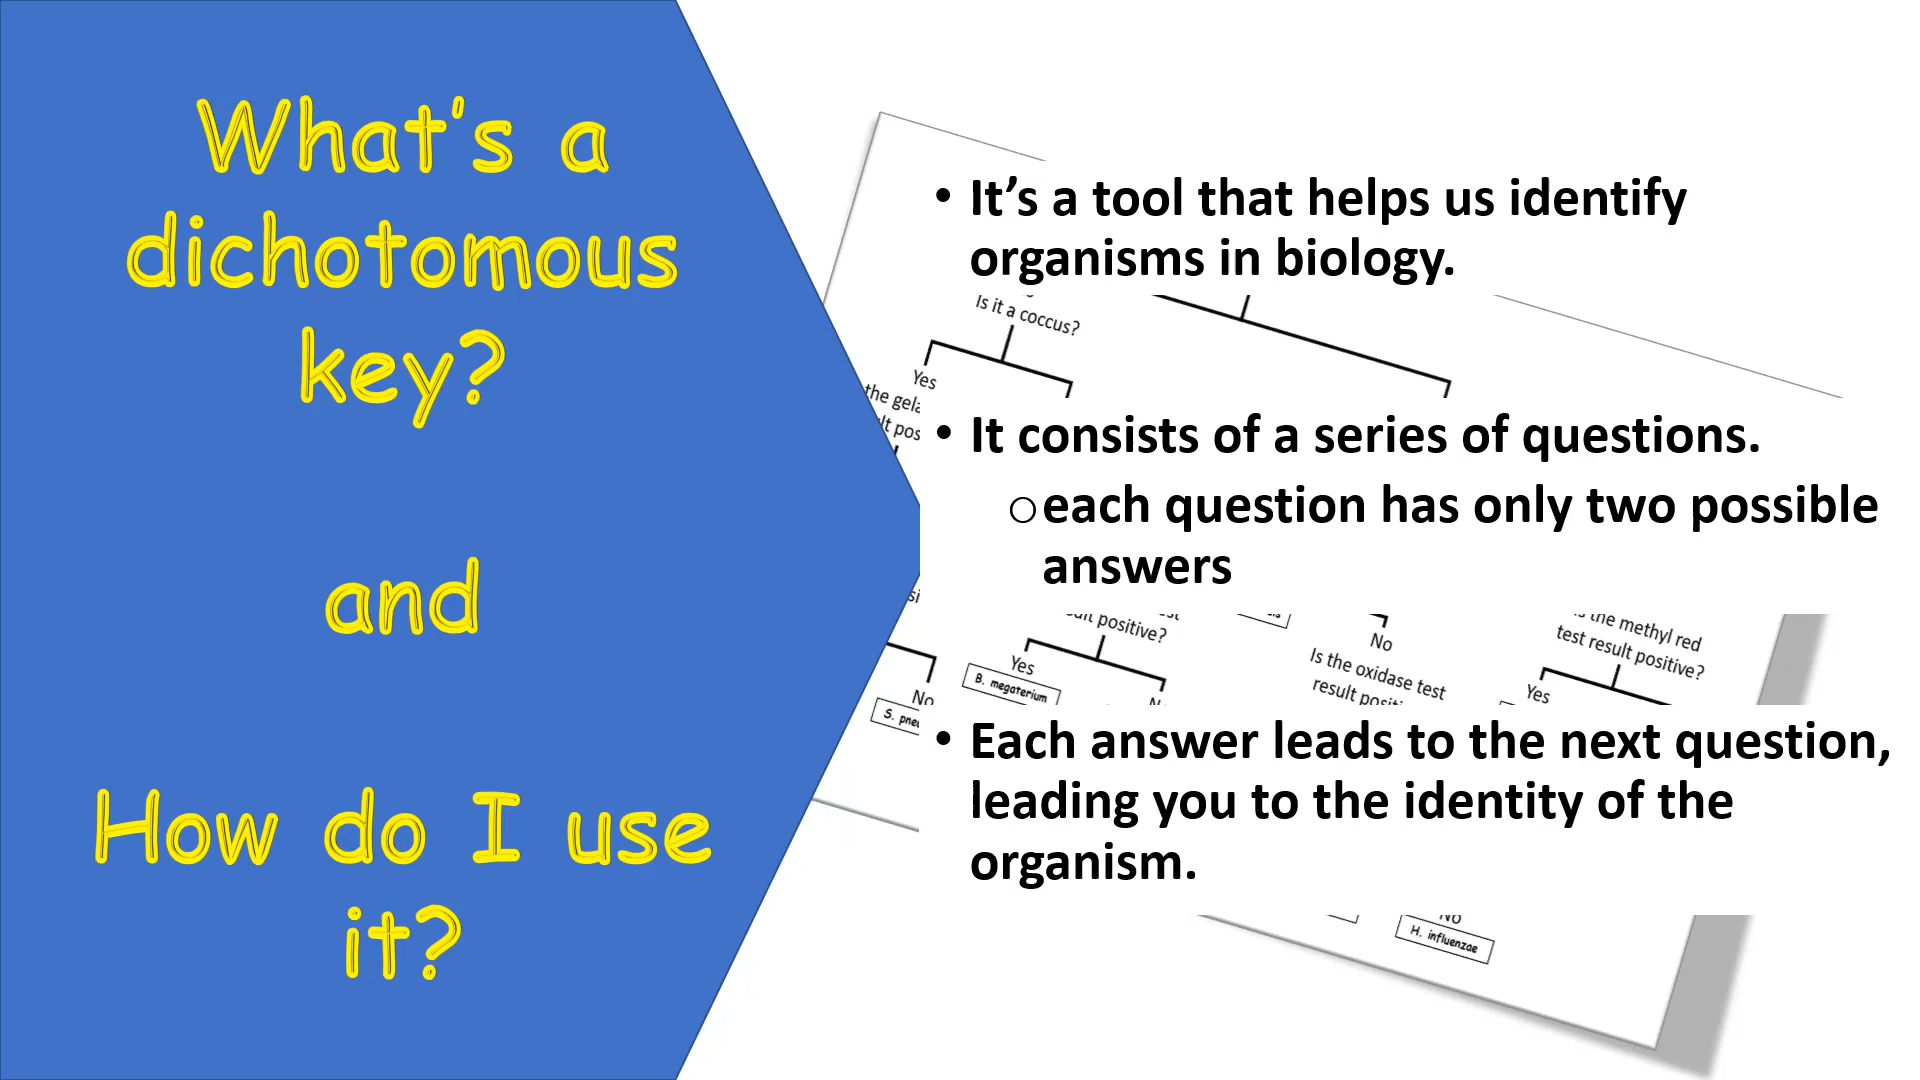 What's a
dichotomous
key?
and
How do I use
it?
• It’s a tool that helps us identify
organisms in biology.
Is it a coccus?
Yes
the
• It consists of a series of questions.
○each question has only two possible
answers
positive?
Yes
B. megaterium
No
S.
No
Is the oxidase test
result
the methyl red
test result positive?
Yes
• Each answer leads to the next question,
leading you to the identity of the
organism.
No
H. influenzae